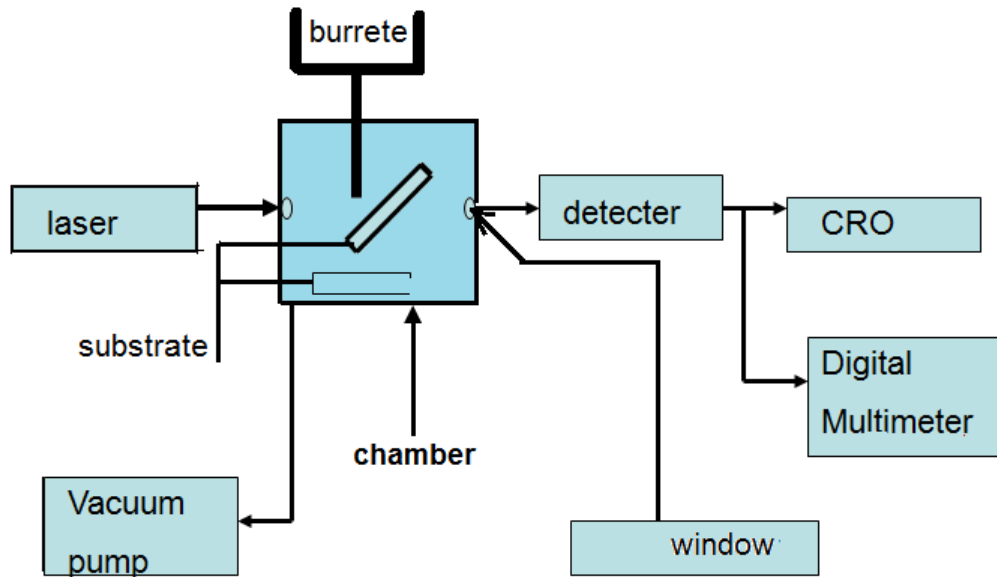 burrete
laser
detecter
CRO
substrate
Digital
Multimeter
chamber
Vacuum
pump
window